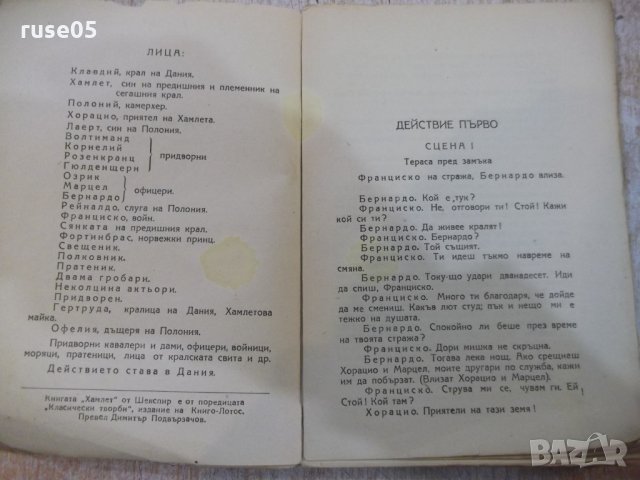 ruse05
ЛИЦА:
Клавдий, крал на Дания.
Хамлет, син на предишния и племенник на
сегашния крал.
Полоний, камерхер.
Хорацио, приятел на Хамлета.
Лаерт, син на Полония.
Волтиманд
Корнелий
Розенкранц
Гюлденщерн
придворни
Озрик
Марцел
Бернардо
офицери.
Рейналдо, слуга на Полония.
Франциско, войн.
Сянката на предишния крал.
Фортинбрас, норвежки принц.
Свещеник.
Полковник.
Пратеник.
Двама гробари.
Неколцина актьори.
Придворен.
Гертруда, кралица на Дания, Хамлетова
майка.
Офелия, дъщеря на Полония.
Придворни кавалери и дами, офицери, войници,
моряци, пратеници, лица от кралската свита и др.
Действието става в Дания.
Книгата „Хамлет" от Шекспир е от поредицата
„Класически творби", издание на Книго-Лотос.
Превел Димитър Подвързачов.
ДЕЙСТВИЕ ПЪРВО
СЦЕНА I
Тераса пред замъка
Франциско на стража, Бернардо влиза.
Бернардо. Кой е тук?
Франциско. Не, отговори ти! Стой! Кажи
кой си ти?
Бернардо. Да живее кралят!
Франциско. Бернардо?
Бернардо. Той същият.
Франциско. Ти идеш тъкмо навреме на
смяна.
Бернардо. Току-що удари дванадесет. Иди
да спиш, Франциско.
Франциско. Много ти благодаря, че дойде
да ме смениш. Какъв лют студ; пък и нещо ми е
тежко на душата.
Бернардо. Спокойно ли беше през време
на твоята стража?
Франциско. Дори мишка не скръцна.
Бернардо. Тогава лека нощ. Ако срещнеш
Хорацио и Марцел, моите другари по служба, кажи
им да побързат. (Влизат Хорацио и Марцел).
Франциско. Струва ми се, чувам ги. Ей!
Стой! Кой там?
Хорацио. Приятели на тази земя!
BAZAR
bg